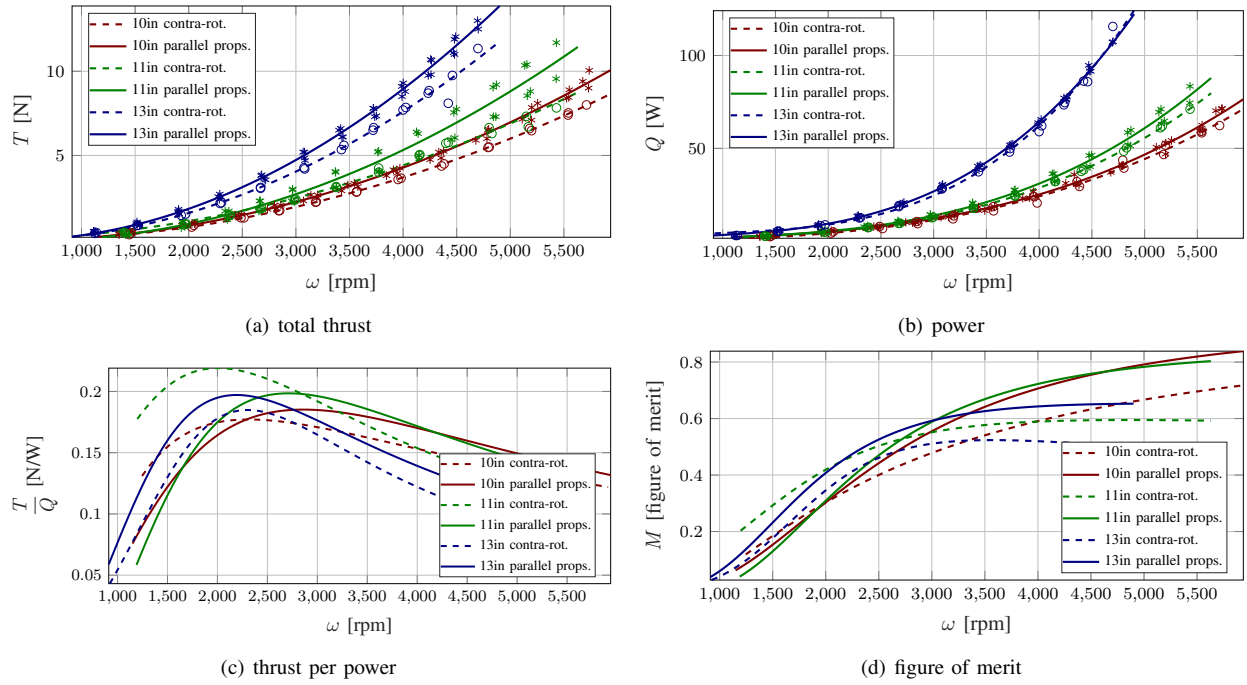 10in contra-rot.
10in parallel props.
11in contra-rot.
11in parallel props.
13in contra-rot.
13in parallel props.
T [N]
10
5
1,000 1,500 2,000 2,500 3,000 3,500 4,000 4,500 5,000 5,500
ω [rpm]
(a) total thrust
10in contra-rot.
10in parallel props.
11in contra-rot.
11in parallel props.
13in contra-rot.
13in parallel props.
Q [W]
100
50
1,000 1,500 2,000 2,500 3,000 3,500 4,000 4,500 5,000 5,500
ω [rpm]
(b) power
T/Q [N/W]
0.2
0.15
0.1
0.05
10in contra-rot.
10in parallel props.
11in contra-rot.
11in parallel props.
13in contra-rot.
13in parallel props.
1,000 1,500 2,000 2,500 3,000 3,500 4,000 4,500 5,000 5,500
ω [rpm]
(c) thrust per power
M [figure of merit]
0.8
0.6
0.4
0.2
10in contra-rot.
10in parallel props.
11in contra-rot.
11in parallel props.
13in contra-rot.
13in parallel props.
1,000 1,500 2,000 2,500 3,000 3,500 4,000 4,500 5,000 5,500
ω [rpm]
(d) figure of merit